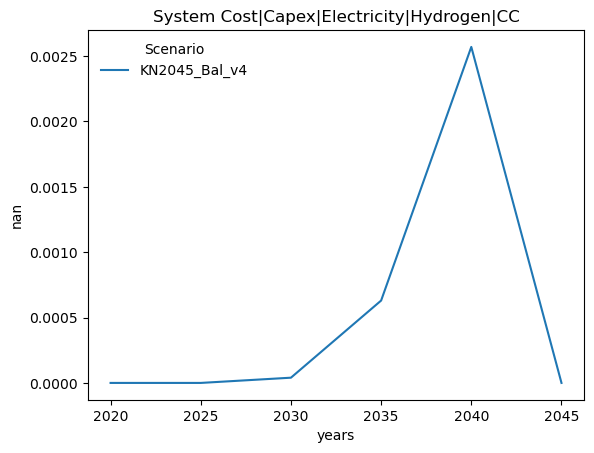 System Cost|Capex|Electricity|Hydrogen|CC
Scenario
KN2045_Bal_v4
0.0025
0.0020
0.0015
0.0010
0.0005
0.0000
nan
2020 2025 2030 2035 2040 2045
years